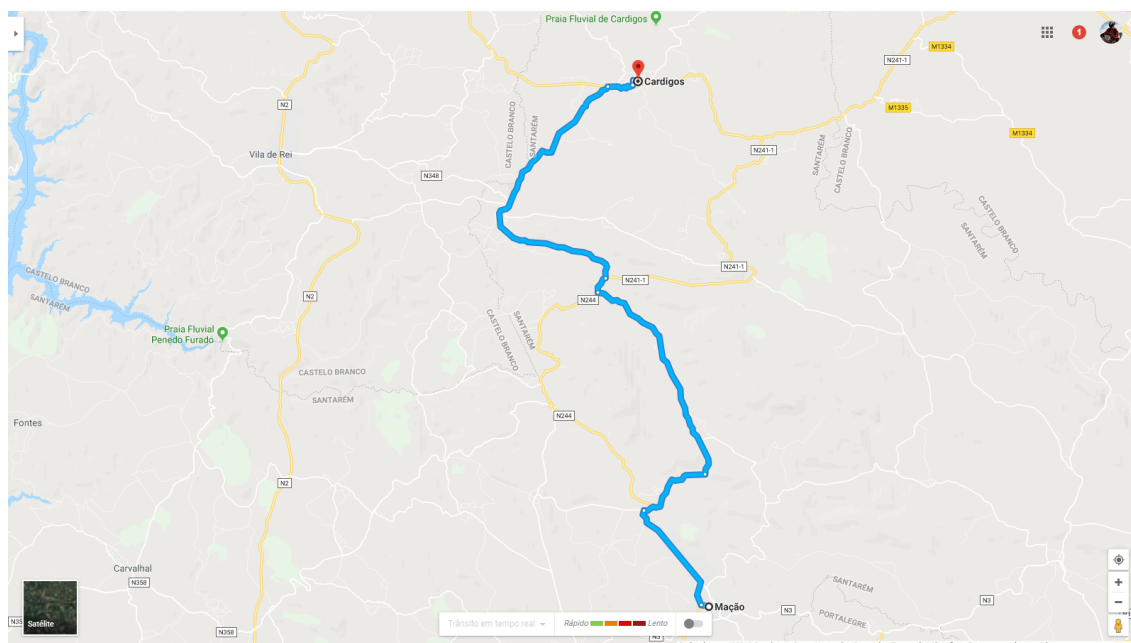 Praia Fluvial de Cardigos
1
M1334
N241-1
Cardigos
N2
M1335
M1334
CASTELO BRANCO
SANTARÉM
Vila de Rei
N241-1
SANTARÉM
CASTELO BRANCO
N348
CASTELO BRANCO
SANTARÉM
CASTELO BRANCO
SANTARÉM
N241-1
N241-1
N2
N244
Praia Fluvial
Penedo Furado
SANTARÉM
CASTELO BRANCO
CASTELO BRANCO
SANTARÉM
N244
Fontes
N2
Carvalhal
N358
SANTARÉM
PORTALEGRE
Mação
N3
N3
Satélite
Trânsito em tempo real
Rápido
Lento
N358
N2